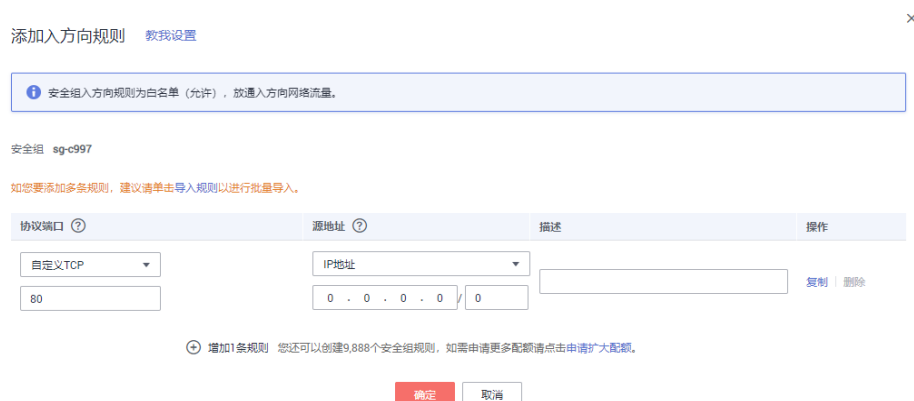 添加入方向规则 教我设置
安全组入方向规则为白名单（允许），放通入方向网络流量。
安全组 sg-c997
如您要添加多条规则，建议请单击导入规则以进行批量导入。
协议端口 源地址 描述 操作
自定义TCP IP地址
复制 删除
80 0 . 0 . 0 . 0 / 0
增加1条规则 您还可以创建9,888个安全组规则，如需申请更多配额请点击申请扩大配额。
确定 取消